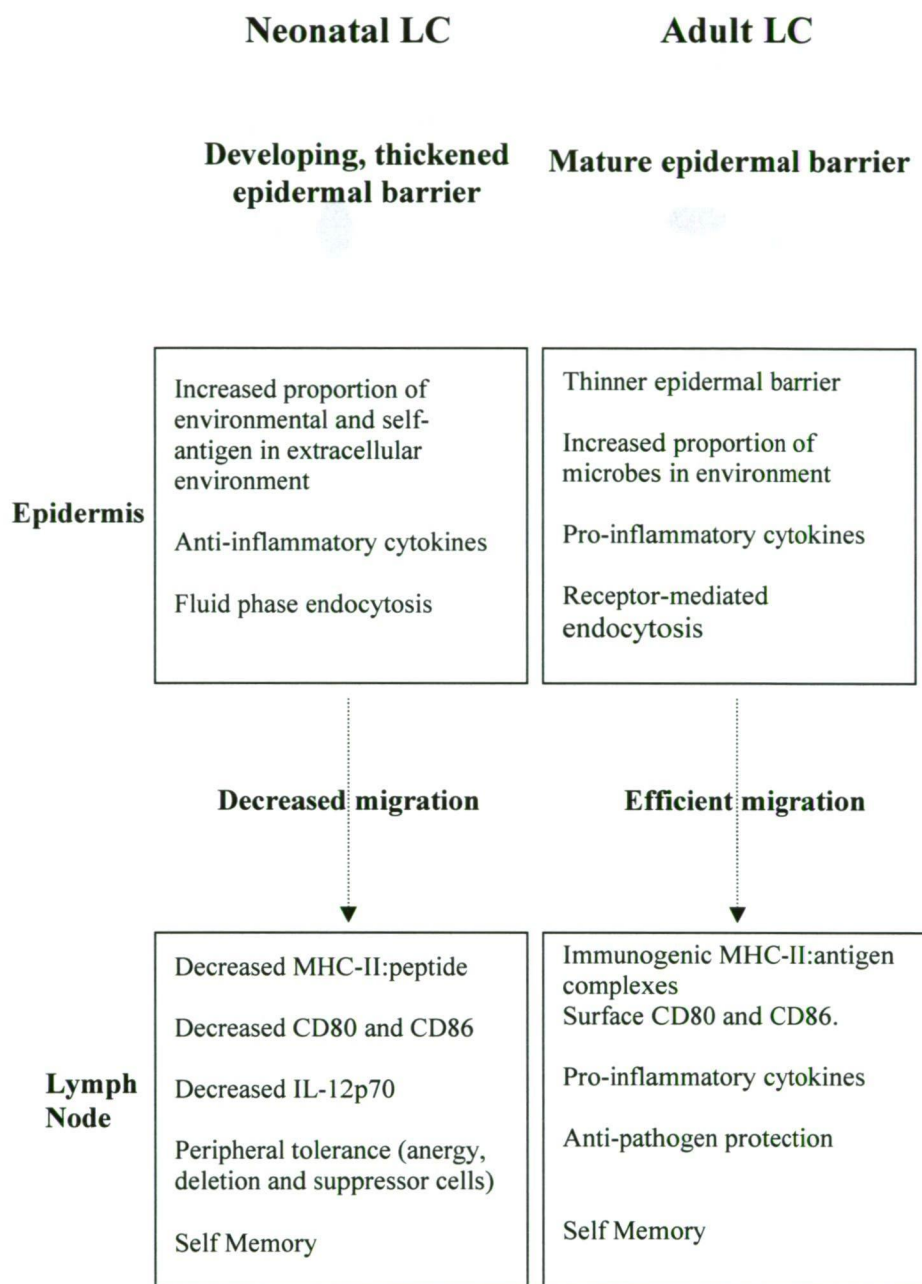 Neonatal LC
Adult LC
Developing, thickened
epidermal barrier
Mature epidermal barrier
Epidermis
Increased proportion of
environmental and self-
antigen in extracellular
environment
Anti-inflammatory cytokines
Fluid phase endocytosis
Thinner epidermal barrier
Increased proportion of
microbes in environment
Pro-inflammatory cytokines
Receptor-mediated
endocytosis
Decreased migration
Efficient migration
Lymph
Node
Decreased MHC-II:peptide
Decreased CD80 and CD86
Decreased IL-12p70
Peripheral tolerance (anergy,
deletion and suppressor cells)
Self Memory
Immunogenic MHC-II:antigen
complexes
Surface CD80 and CD86.
Pro-inflammatory cytokines
Anti-pathogen protection
Self Memory